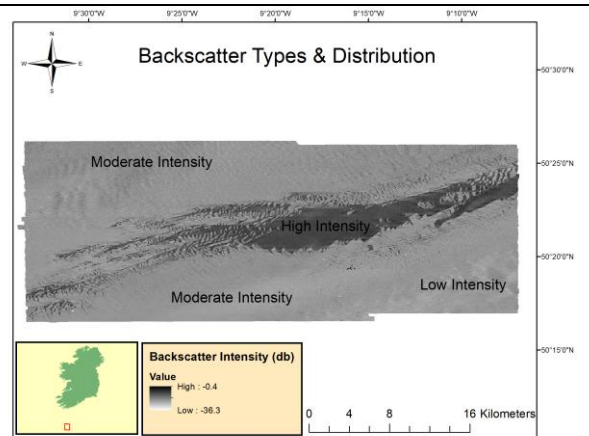 9°30'0"W 9°25'0"W 9°20'0"W 9°15'0"W 9°10'0"W
N
W E
S
Backscatter Types & Distribution
50°30'0"N
Moderate Intensity
50°25'0"N
High Intensity
50°20'0"N
Low Intensity
Moderate Intensity
50°15'0"N
Backscatter Intensity (db)
Value
High : -0.4
Low : -36.3
0 4 8 16 Kilometers